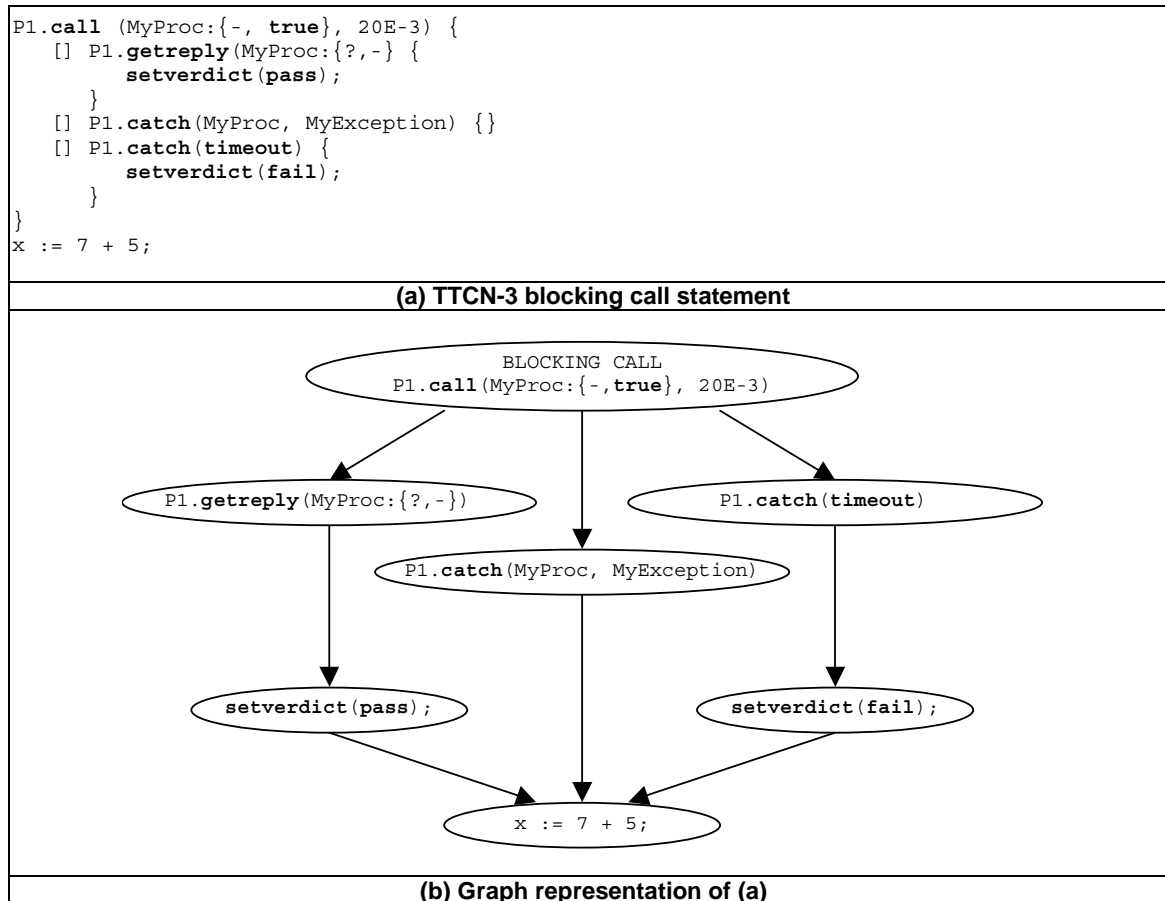 P1.call (MyProc:{-, true}, 20E-3) {
[] P1.getreply(MyProc:{?,-} {
setverdict(pass);
}
[] P1.catch(MyProc, MyException) {}
[] P1.catch(timeout) {
setverdict(fail);
}
}
x := 7 + 5;
(a) TTCN-3 blocking call statement
BLOCKING CALL
P1.call(MyProc:{-,true}, 20E-3)
P1.getreply(MyProc:{?,-})
P1.catch(timeout)
P1.catch(MyProc, MyException)
setverdict(pass);
setverdict(fail);
x := 7 + 5;
(b) Graph representation of (a)